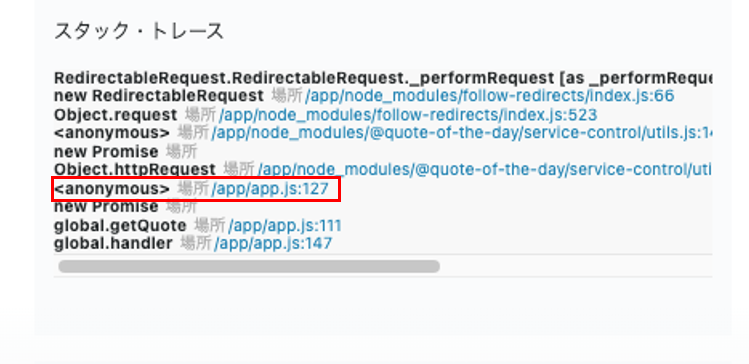 スタック・トレース
RedirectableRequest.RedirectableRequest._performRequest [as _performReque
new RedirectableRequest 場所 /app/node_modules/follow-redirects/index.js:66
Object.request 場所 /app/node_modules/follow-redirects/index.js:523
<anonymous> 場所 /app/node_modules/@quote-of-the-day/service-control/utils.js:14
new Promise 場所
Object.httpRequest 場所 /app/node_modules/@quote-of-the-day/service-control/uti
<anonymous> 場所 /app/app.js:127
new Promise 場所
global.getQuote 場所 /app/app.js:111
global.handler 場所 /app/app.js:147